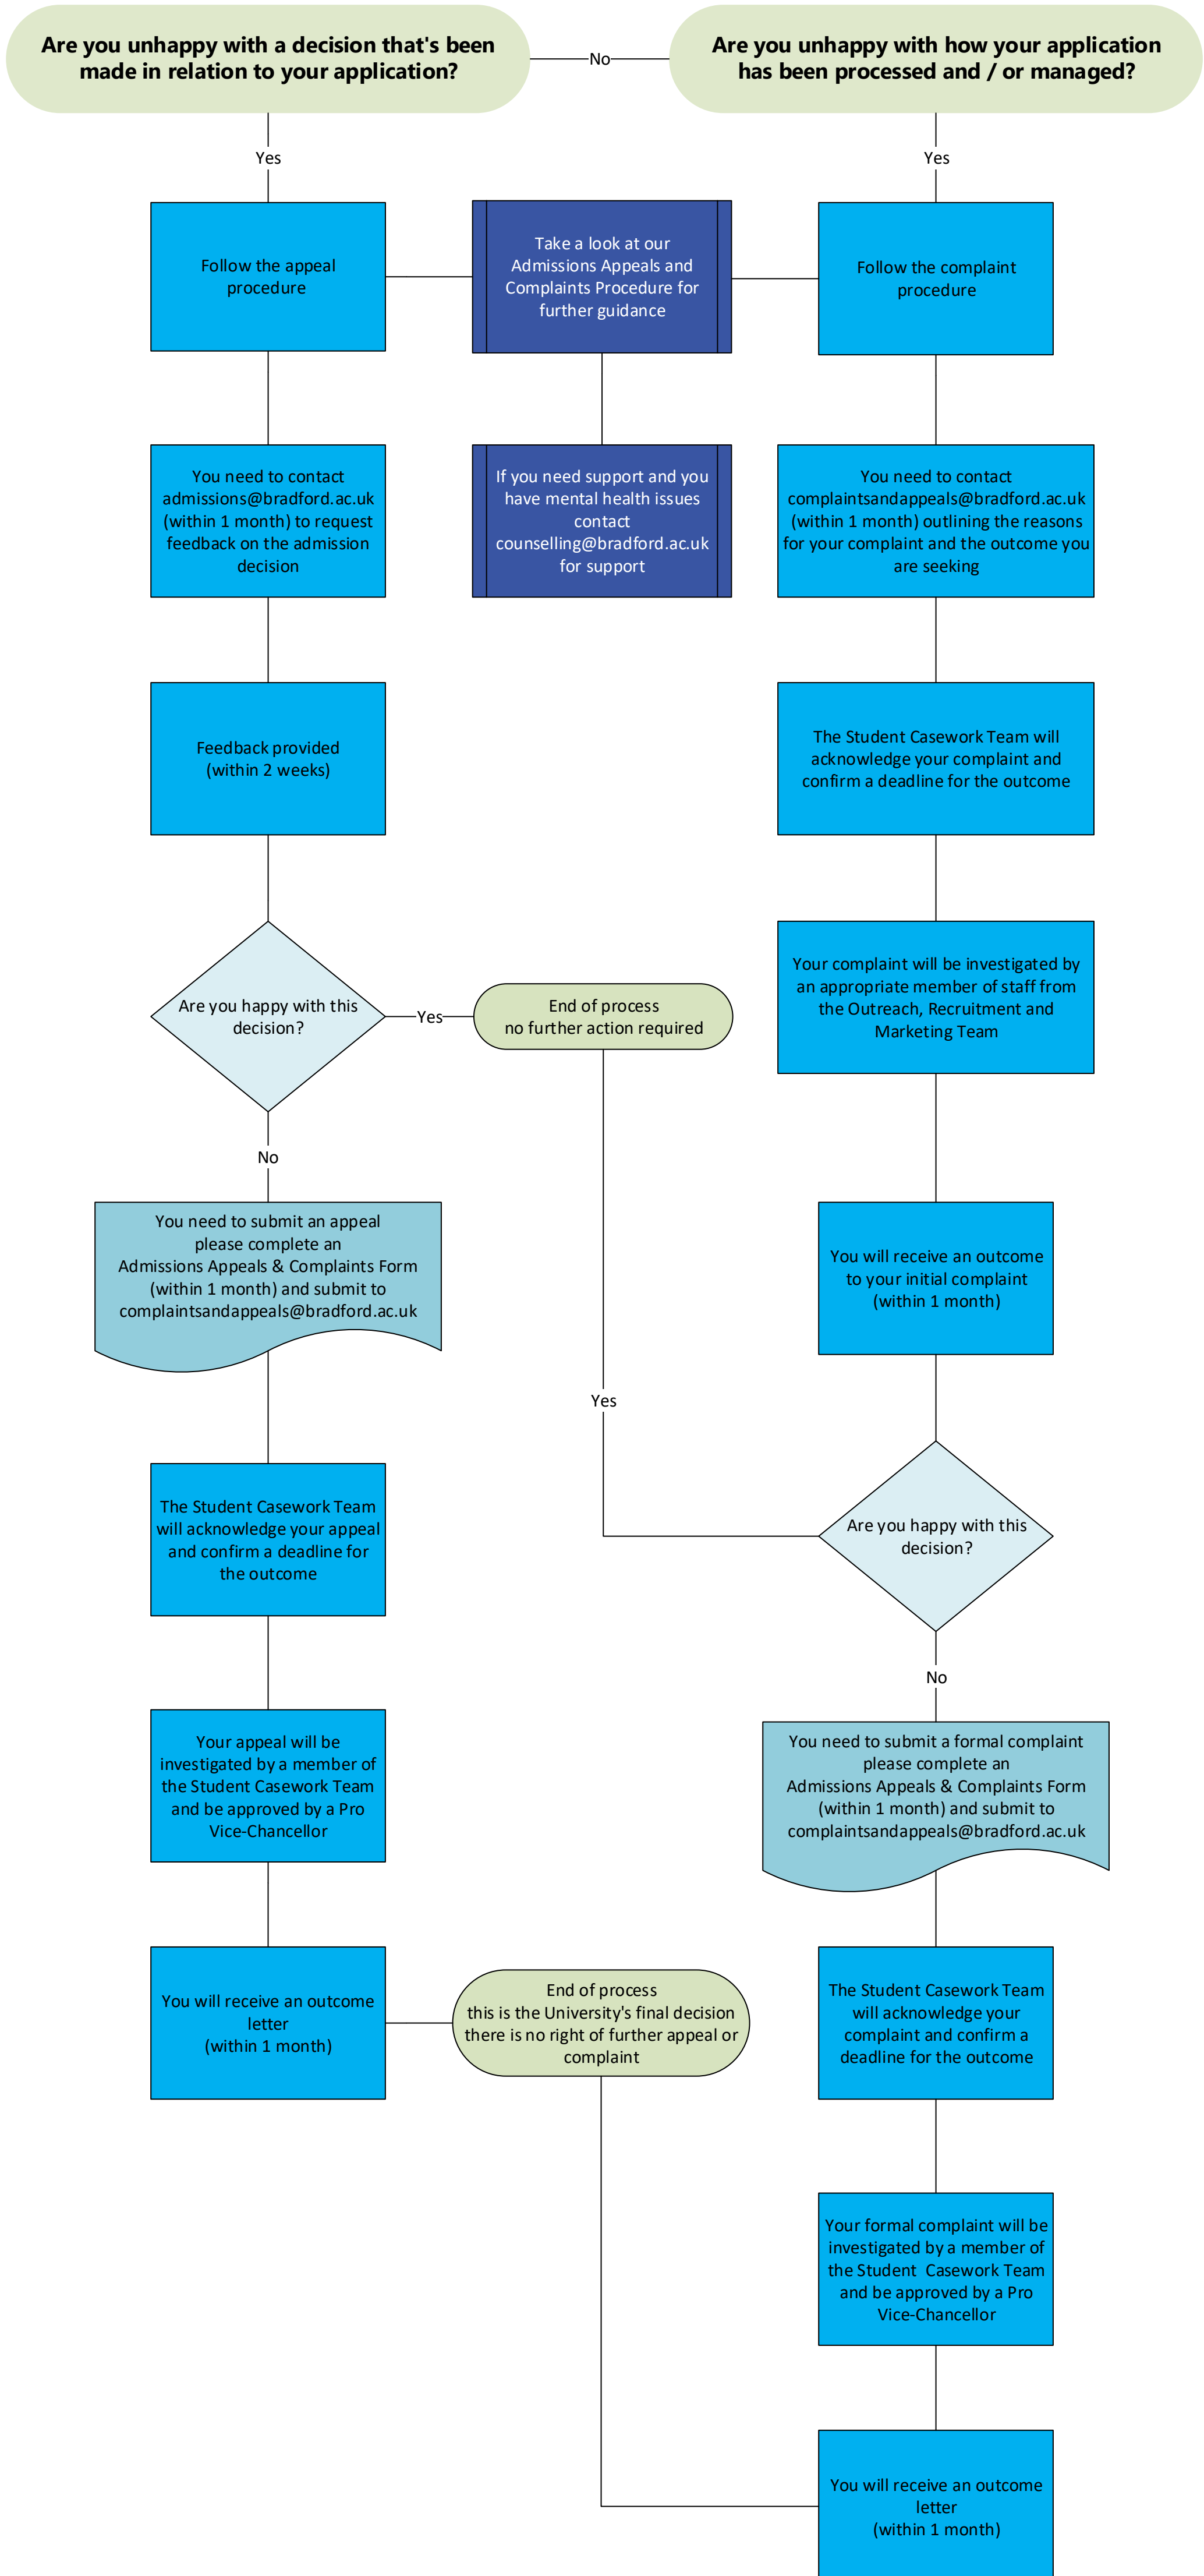 Are you unhappy with a decision that's been
made in relation to your application?
No
Are you unhappy with how your application
has been processed and / or managed?
Yes
Yes
Follow the appeal
procedure
Take a look at our
Admissions Appeals and
Complaints Procedure for
further guidance
Follow the complaint
procedure
You need to contact
admissions@bradford.ac.uk
(within 1 month) to request
feedback on the admission
decision
If you need support and you
have mental health issues
contact
counselling@bradford.ac.uk
for support
You need to contact
complaintsandappeals@bradford.ac.uk
(within 1 month) outlining the reasons
for your complaint and the outcome you
are seeking
Feedback provided
(within 2 weeks)
The Student Casework Team will
acknowledge your complaint and
confirm a deadline for the outcome
Are you happy with this
decision?
Yes
End of process
no further action required
Your complaint will be investigated by
an appropriate member of staff from
the Outreach, Recruitment and
Marketing Team
No
You need to submit an appeal
please complete an
Admissions Appeals & Complaints Form
(within 1 month) and submit to
complaintsandappeals@bradford.ac.uk
You will receive an outcome
to your initial complaint
(within 1 month)
Yes
The Student Casework Team
will acknowledge your appeal
and confirm a deadline for
the outcome
Are you happy with this
decision?
No
Your appeal will be
investigated by a member of
the Student Casework Team
and be approved by a Pro
Vice-Chancellor
You need to submit a formal complaint
please complete an
Admissions Appeals & Complaints Form
(within 1 month) and submit to
complaintsandappeals@bradford.ac.uk
You will receive an outcome
letter
(within 1 month)
End of process
this is the University's final decision
there is no right of further appeal or
complaint
The Student Casework Team
will acknowledge your
complaint and confirm a
deadline for the outcome
Your formal complaint will be
investigated by a member of
the Student  Casework Team
and be approved by a Pro
Vice-Chancellor
You will receive an outcome
letter
(within 1 month)